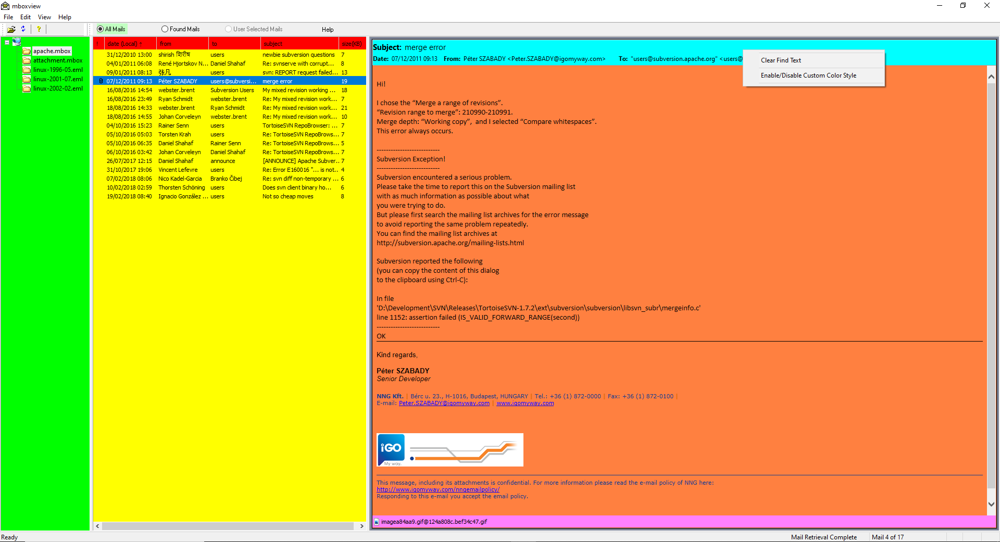 mboxview
File Edit View Help
All Mails Found Mails User Selected Mails Help
apache.mbox
attachment.mbox
linux-1996-05.eml
linux-2001-07.eml
linux-2002-02.eml
! date (Local) ↑ from to subject size(KB)
31/12/2010 13:00 shirish शिरीष users newbie subversion questions 7
04/01/2011 06:08 René Hjortskov N... Daniel Shahaf Re: svnserve with corrupt... 8
09/01/2011 08:13 张凡 users svn: REPORT request failed... 13
07/12/2011 09:13 Péter SZABADY users@subversi... merge error 19
16/08/2016 14:54 webster.brent Subversion Users My mixed revision working ... 18
16/08/2016 23:49 Ryan Schmidt webster.brent Re: My mixed revision work... 7
18/08/2016 14:33 webster.brent Ryan Schmidt Re: My mixed revision work... 21
18/08/2016 14:55 Johan Corveleyn webster.brent Re: My mixed revision work... 10
04/10/2016 15:23 Rainer Senn users TortoiseSVN RepoBrowser: ... 7
05/10/2016 05:03 Torsten Krah users Re: TortoiseSVN RepoBrows... 7
05/10/2016 06:35 Daniel Shahaf Rainer Senn Re: TortoiseSVN RepoBrows... 5
06/10/2016 03:42 Johan Corveleyn Daniel Shahaf Re: TortoiseSVN RepoBrows... 7
26/07/2017 12:15 Daniel Shahaf announce [ANNOUNCE] Apache Subver... 7
31/10/2017 19:06 Vincent Lefevre users Re: Error E160016 "... is not... 4
07/02/2018 08:06 Nico Kadel-Garcia Branko Čibej Re: svn diff non-temporary ... 6
10/02/2018 02:59 Thorsten Schöning users Does svn client binary ho... 6
19/02/2018 08:40 Ignacio González ... users Not so cheap moves 8
Subject: merge error
Date: 07/12/2011 09:13 From: Péter SZABADY <Peter.SZABADY@igomyway.com> To: "users@subversion.apache.org" <users@
Clear Find Text
Enable/Disable Custom Color Style
Hi!
I chose the “Merge a range of revisions”.
“Revision range to merge”: 210990-210991.
Merge depth: “Working copy”, and I selected “Compare whitespaces”.
This error always occurs.
---------------------------
Subversion Exception!
---------------------------
Subversion encountered a serious problem.
Please take the time to report this on the Subversion mailing list
with as much information as possible about what
you were trying to do.
But please first search the mailing list archives for the error message
to avoid reporting the same problem repeatedly.
You can find the mailing list archives at
http://subversion.apache.org/mailing-lists.html
Subversion reported the following
(you can copy the content of this dialog
to the clipboard using Ctrl-C):
In file
'D:\Development\SVN\Releases\TortoiseSVN-1.7.2\ext\subversion\subversion\libsvn_subr\mergeinfo.c'
line 1152: assertion failed (IS_VALID_FORWARD_RANGE(second))
---------------------------
OK
Kind regards,
Péter SZABADY
Senior Developer
NNG Kft. | Bérc u. 23., H-1016, Budapest, HUNGARY | Tel.: +36 (1) 872-0000 | Fax: +36 (1) 872-0100 |
E-mail: Peter.SZABADY@igomyway.com | www.igomyway.com
iGO
My way.
This message, including its attachments is confidential. For more information please read the e-mail policy of NNG here:
http://www.igomyway.com/nngemailpolicy/
Responding to this e-mail you accept the email policy.
imagea84aa9.gif@124a808c.bef34c47.gif
Ready Mail Retrieval Complete Mail 4 of 17